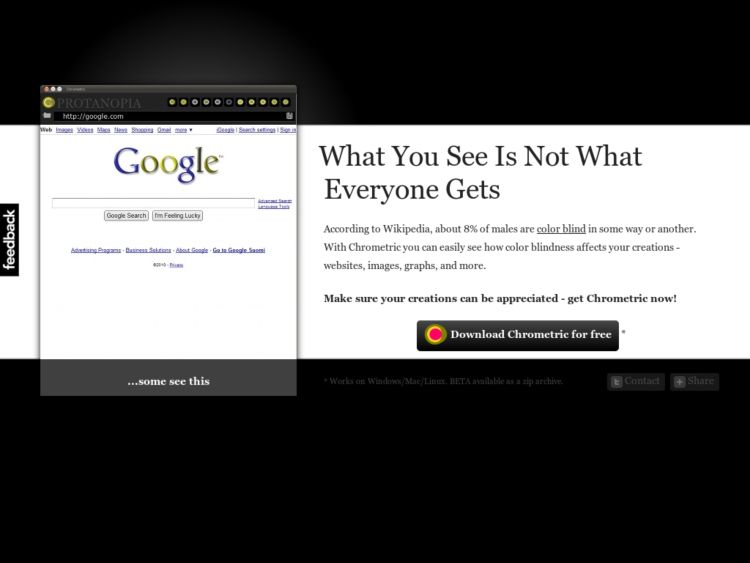 PROTANOPIA
http://google.com
Web Images Videos Maps News Shopping Gmail more ▼ iGoogle | Search settings | Sign in
Google™
Advanced Search
Language Tools
Google Search I'm Feeling Lucky
Advertising Programs - Business Solutions - About Google - Go to Google Suomi
©2010 - Privacy
...some see this
feedback
What You See Is Not What
Everyone Gets
According to Wikipedia, about 8% of males are color blind in some way or another.
With Chrometric you can easily see how color blindness affects your creations -
websites, images, graphs, and more.
Make sure your creations can be appreciated - get Chrometric now!
Download Chrometric for free *
* Works on Windows/Mac/Linux. BETA available as a zip archive.
Contact
Share